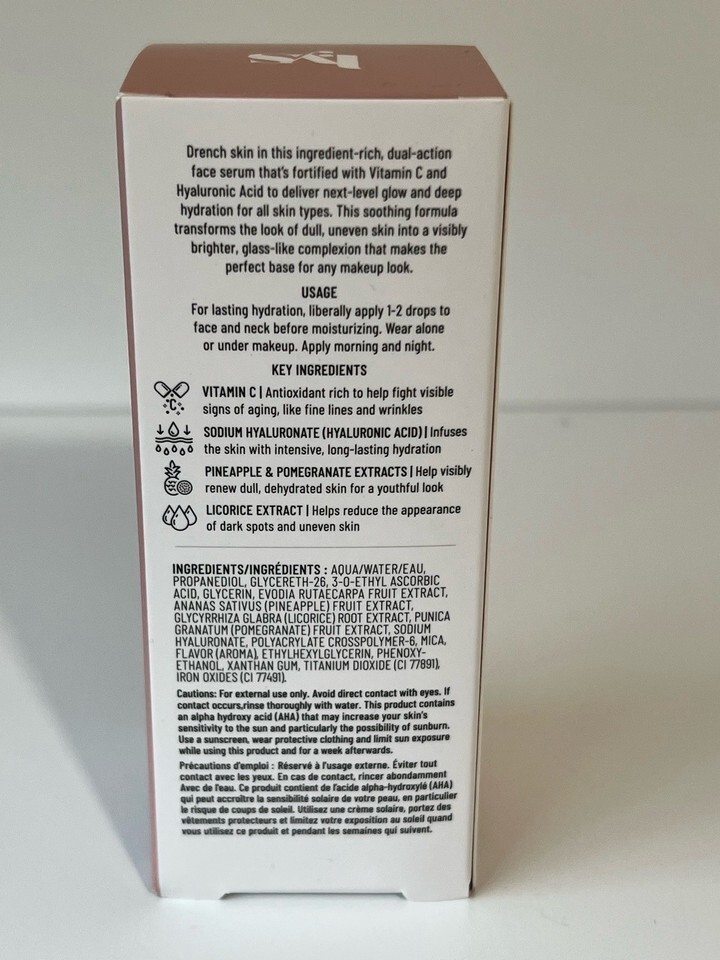 Drench skin in this ingredient-rich, dual-action
face serum that's fortified with Vitamin C and
Hyaluronic Acid to deliver next-level glow and deep
hydration for all skin types. This soothing formula
transforms the look of dull, uneven skin into a visibly
brighter, glass-like complexion that makes the
perfect base for any makeup look.
USAGE
For lasting hydration, liberally apply 1-2 drops to
face and neck before moisturizing. Wear alone
or under makeup. Apply morning and night.
KEY INGREDIENTS
VITAMIN C | Antioxidant rich to help fight visible
signs of aging, like fine lines and wrinkles
SODIUM HYALURONATE (HYALURONIC ACID) | Infuses
the skin with intensive, long-lasting hydration
PINEAPPLE & POMEGRANATE EXTRACTS | Help visibly
renew dull, dehydrated skin for a youthful look
LICORICE EXTRACT | Helps reduce the appearance
of dark spots and uneven skin
INGREDIENTS/INGRÉDIENTS : AQUA/WATER/EAU,
PROPANEDIOL, GLYCERETH-26, 3-O-ETHYL ASCORBIC
ACID, GLYCERIN, EVODIA RUTAECARPA FRUIT EXTRACT,
ANANAS SATIVUS (PINEAPPLE) FRUIT EXTRACT,
GLYCYRRHIZA GLABRA (LICORICE) ROOT EXTRACT, PUNICA
GRANATUM (POMEGRANATE) FRUIT EXTRACT, SODIUM
HYALURONATE, POLYACRYLATE CROSSPOLYMER-6, MICA,
FLAVOR (AROMA), ETHYLHEXYLGLYCERIN, PHENOXY-
ETHANOL, XANTHAN GUM, TITANIUM DIOXIDE (CI 77891),
IRON OXIDES (CI 77491).
Cautions: For external use only. Avoid direct contact with eyes. If
contact occurs,rinse thoroughly with water. This product contains
an alpha hydroxy acid (AHA) that may increase your skin's
sensitivity to the sun and particularly the possibility of sunburn.
Use a sunscreen, wear protective clothing and limit sun exposure
while using this product and for a week afterwards.
Précautions d'emploi : Réservé à l'usage externe. Éviter tout
contact avec les yeux. En cas de contact, rincer abondamment
Avec de l'eau. Ce produit contient de l'acide alpha-hydroxylé (AHA)
qui peut accroître la sensibilité solaire de votre peau, en particulier
le risque de coups de soleil. Utilisez une crème solaire, portez des
vêtements protecteurs et limitez votre exposition au soleil quand
vous utilisez ce produit et pendant les semaines qui suivent.